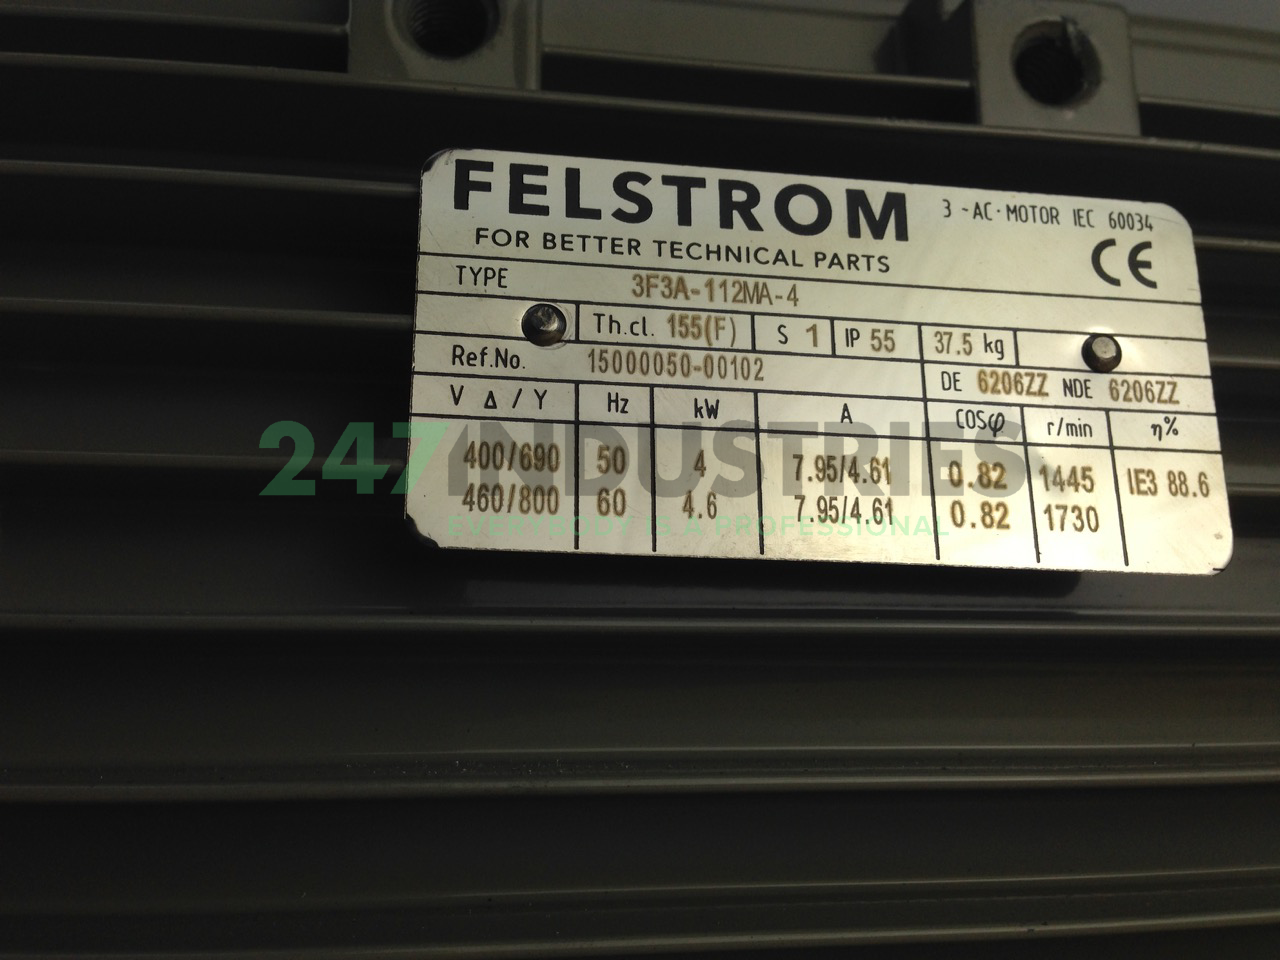 FELSTROM
3 ~ AC · MOTOR IEC 60034
FOR BETTER TECHNICAL PARTS
CE
TYPE 3F3A-112MA-4
Th.cl. 155(F) S 1 IP 55 37.5 kg
Ref.No. 15000050-00102 DE 6206ZZ NDE 6206ZZ
V Δ / Y Hz kW A COSφ r/min η%
400/690 50 4 7.95/4.61 0.82 1445 IE3 88.6
460/800 60 4.6 7.95/4.61 0.82 1730
247INDUSTRIES
EVERYBODY IS A PROFESSIONAL